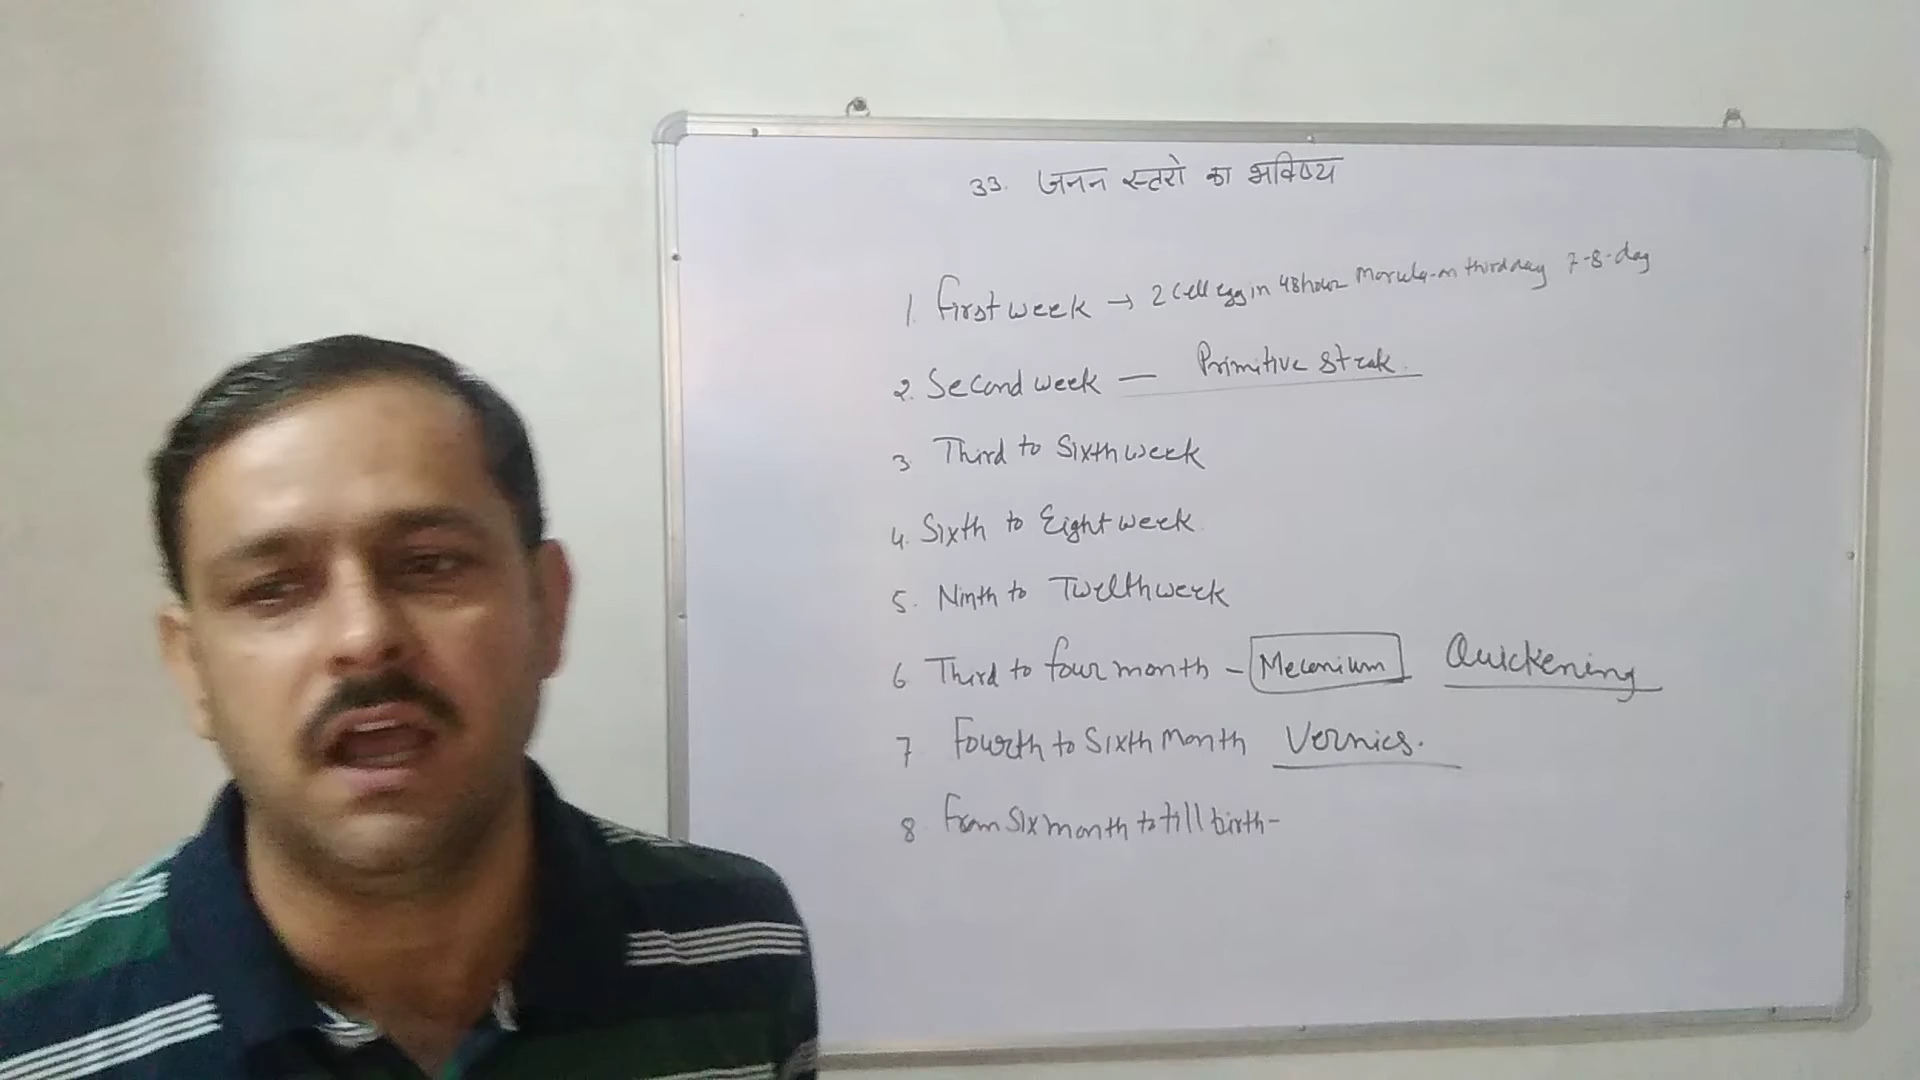 33. जनन स्तरो का भविष्य
1. First week → 2 cell egg in 48 hour Morula-on third day 7-8-day
2. Second week — Primitive strek.
3 Third to Sixth week
4. Sixth to Eight week
5. Ninth to Twelth week
6 Third to four month - Meconium Quickening
7 Fourth to Sixth Month Vernics.
8 From Six month to till birth-